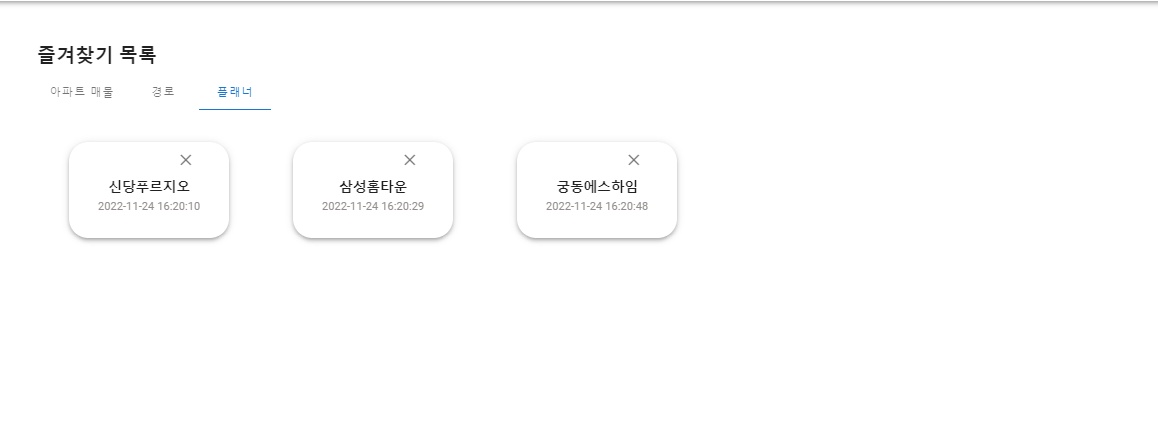 즐겨찾기 목록
아파트 매물 경로 플래너
신당푸르지오 삼성홈타운 궁동에스하임
2022-11-24 16:20:10 2022-11-24 16:20:29 2022-11-24 16:20:48